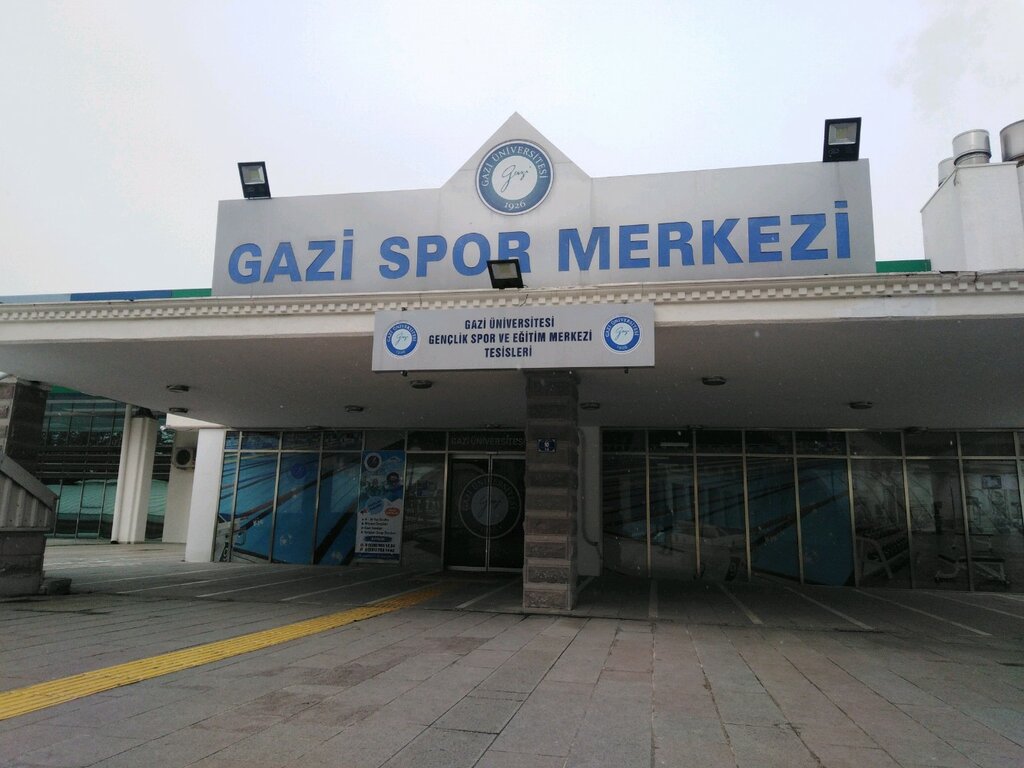 GAZİ ÜNİVERSİTESİ
Gazi
1926
GAZİ SPOR MERKEZİ
GAZİ ÜNİVERSİTESİ
GENÇLİK SPOR VE EĞİTİM MERKEZİ
TESİSLERİ
GAZİ ÜNİVERSİTESİ